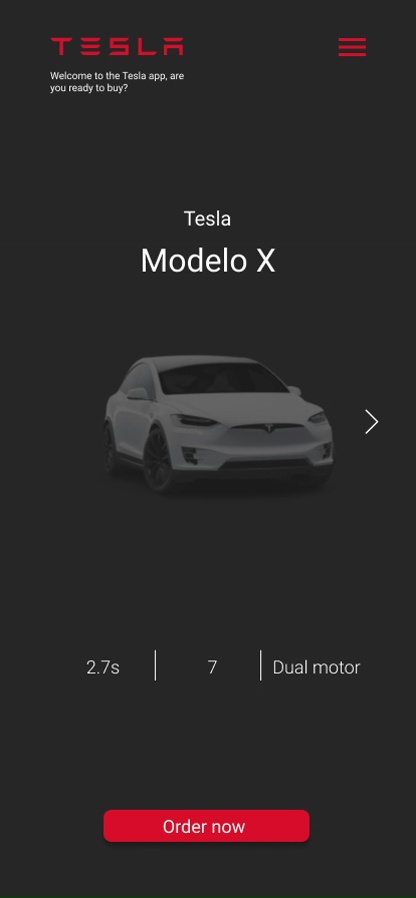 TESLA
Welcome to the Tesla app, are
you ready to buy?
Tesla
Modelo X
2.7s
7
Dual motor
Order now